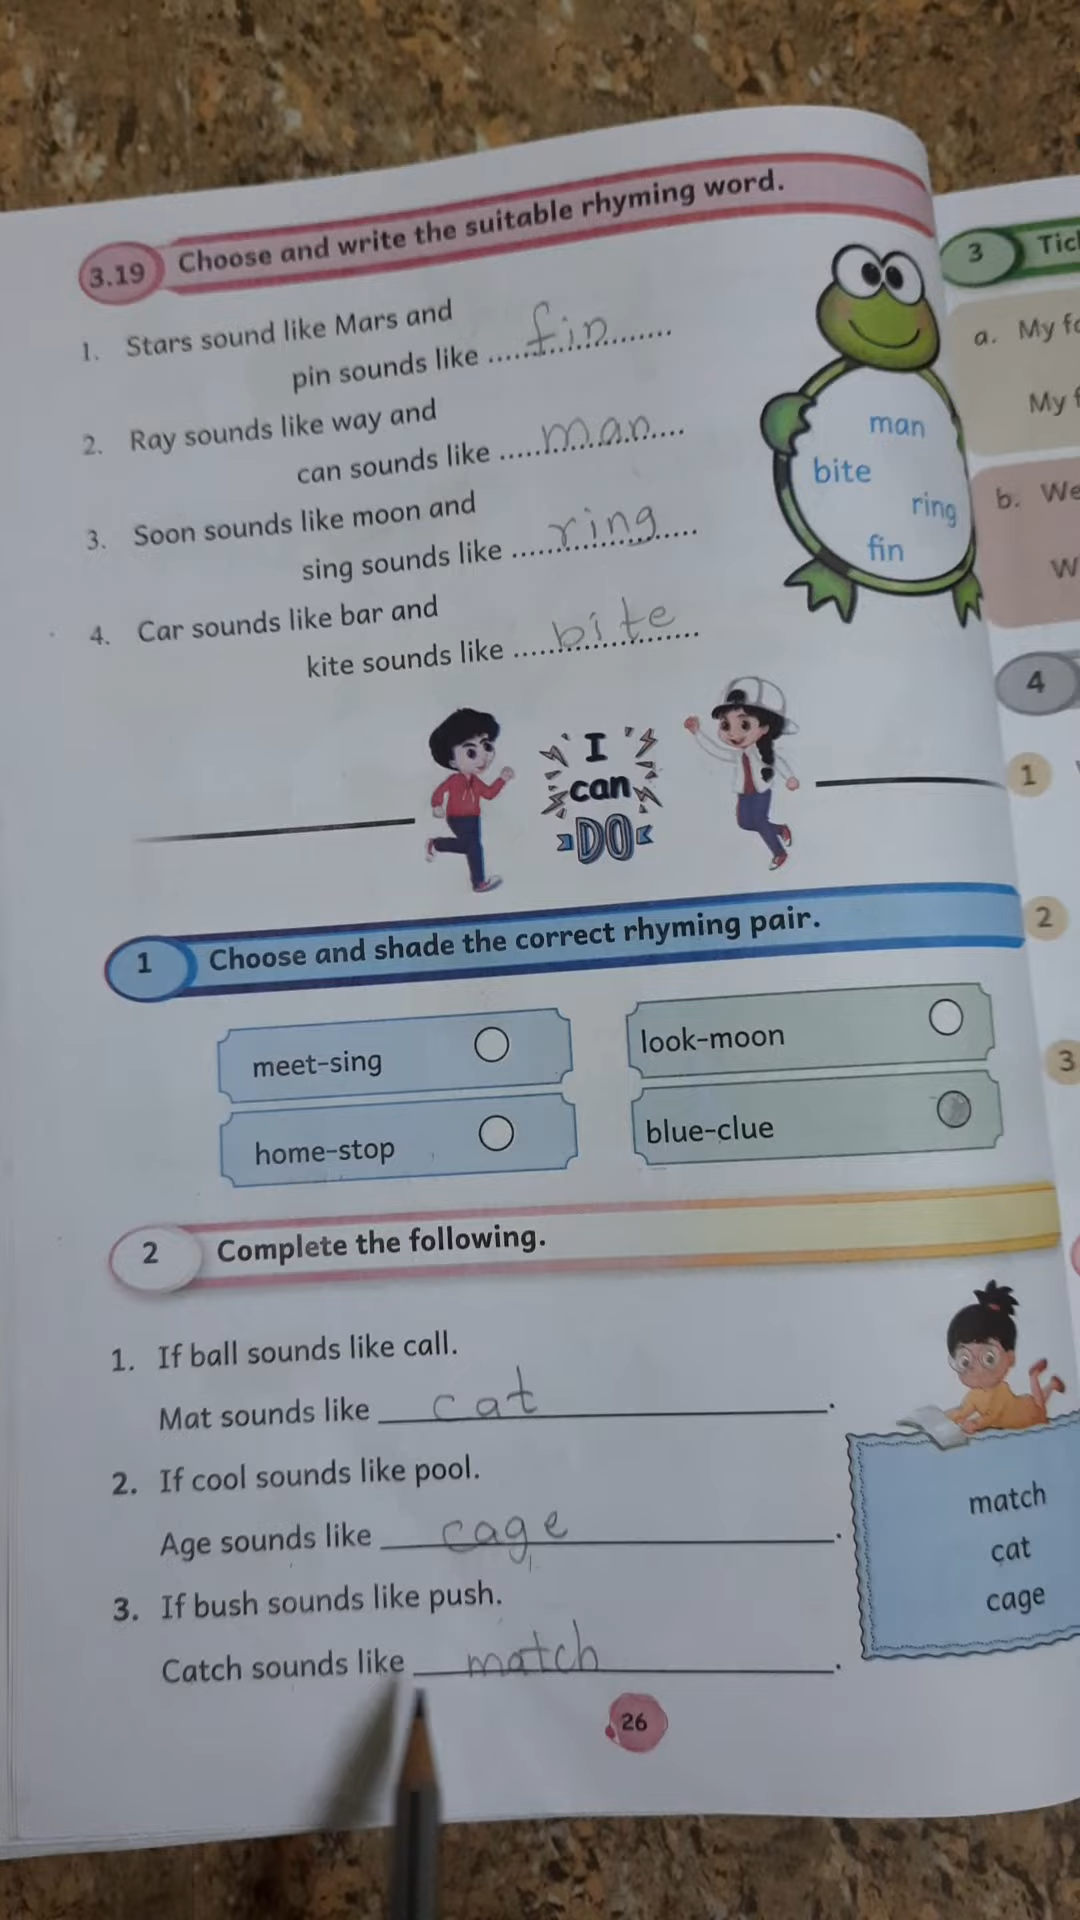 3.19 Choose and write the suitable rhyming word.
1. Stars sound like Mars and
pin sounds like ...... fin ......
2. Ray sounds like way and
can sounds like ...... man ......
3. Soon sounds like moon and
sing sounds like ...... ring ......
4. Car sounds like bar and
kite sounds like ...... bite ......
man
bite
ring
fin
I
can
DO
1 Choose and shade the correct rhyming pair.
meet-sing
look-moon
home-stop
blue-clue
2 Complete the following.
1. If ball sounds like call.
Mat sounds like cat.
2. If cool sounds like pool.
Age sounds like cage.
3. If bush sounds like push.
Catch sounds like match.
match
cat
cage
26
3
a. My
My
b. We
4
1
2
3